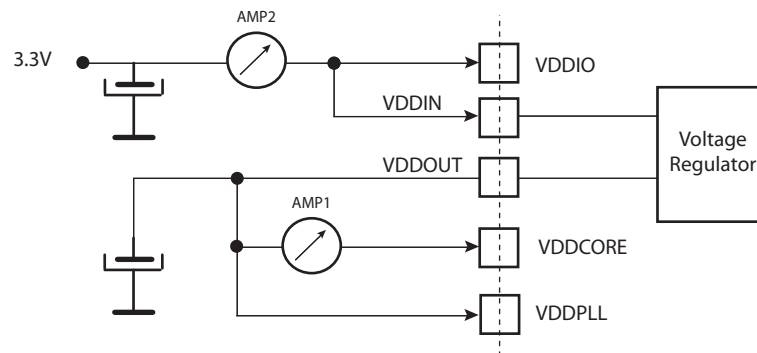 AMP2
3.3V
VDDIO
VDDIN
Voltage
Regulator
VDDOUT
AMP1
VDDCORE
VDDPLL